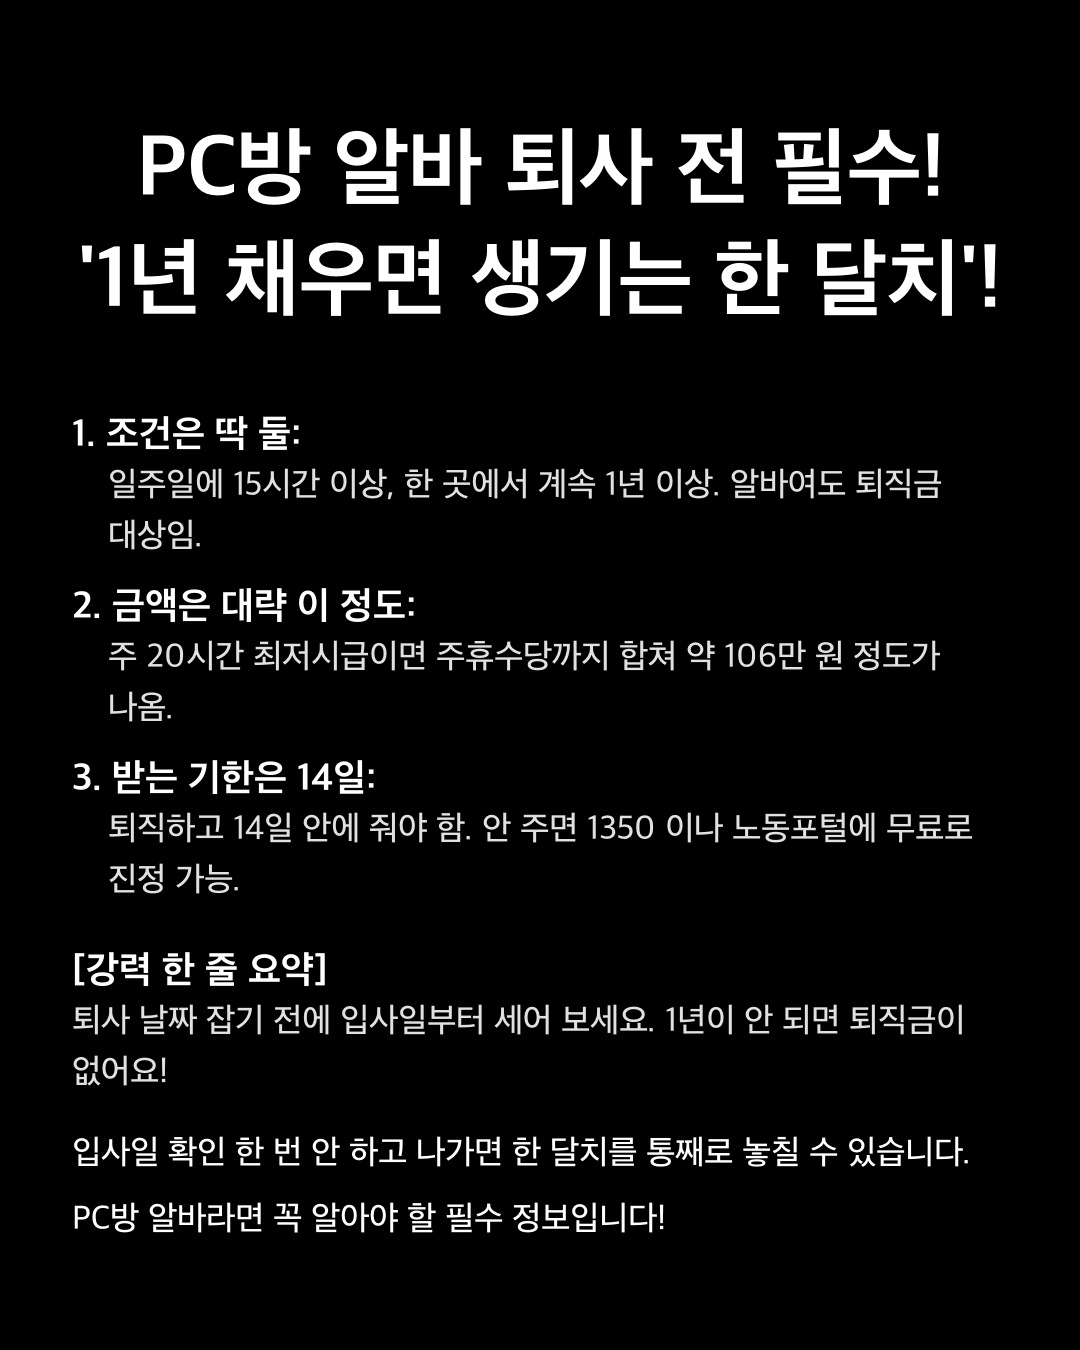 PC방 알바 퇴사 전 필수!
'1년 채우면 생기는 한 달치'!
1. 조건은 딱 둘:
일주일에 15시간 이상, 한 곳에서 계속 1년 이상. 알바여도 퇴직금
대상임.
2. 금액은 대략 이 정도:
주 20시간 최저시급이면 주휴수당까지 합쳐 약 106만 원 정도가
나옴.
3. 받는 기한은 14일:
퇴직하고 14일 안에 줘야 함. 안 주면 1350 이나 노동포털에 무료로
진정 가능.
[강력 한 줄 요약]
퇴사 날짜 잡기 전에 입사일부터 세어 보세요. 1년이 안 되면 퇴직금이
없어요!
입사일 확인 한 번 안 하고 나가면 한 달치를 통째로 놓칠 수 있습니다.
PC방 알바라면 꼭 알아야 할 필수 정보입니다!